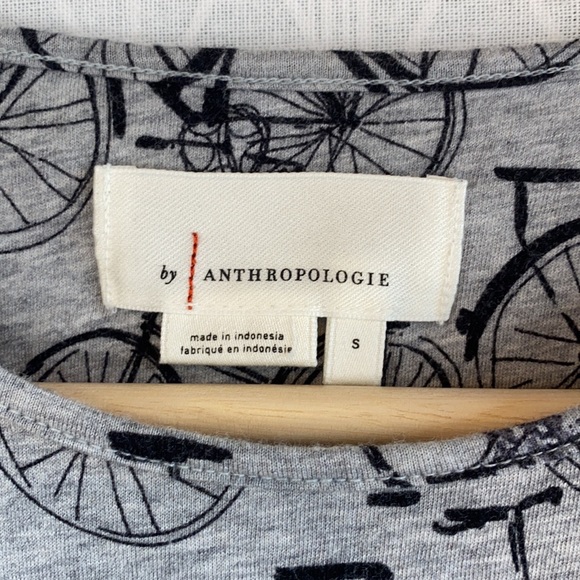 by ANTHROPOLOGIE
made in indonesia
fabriqué en indonésie
S